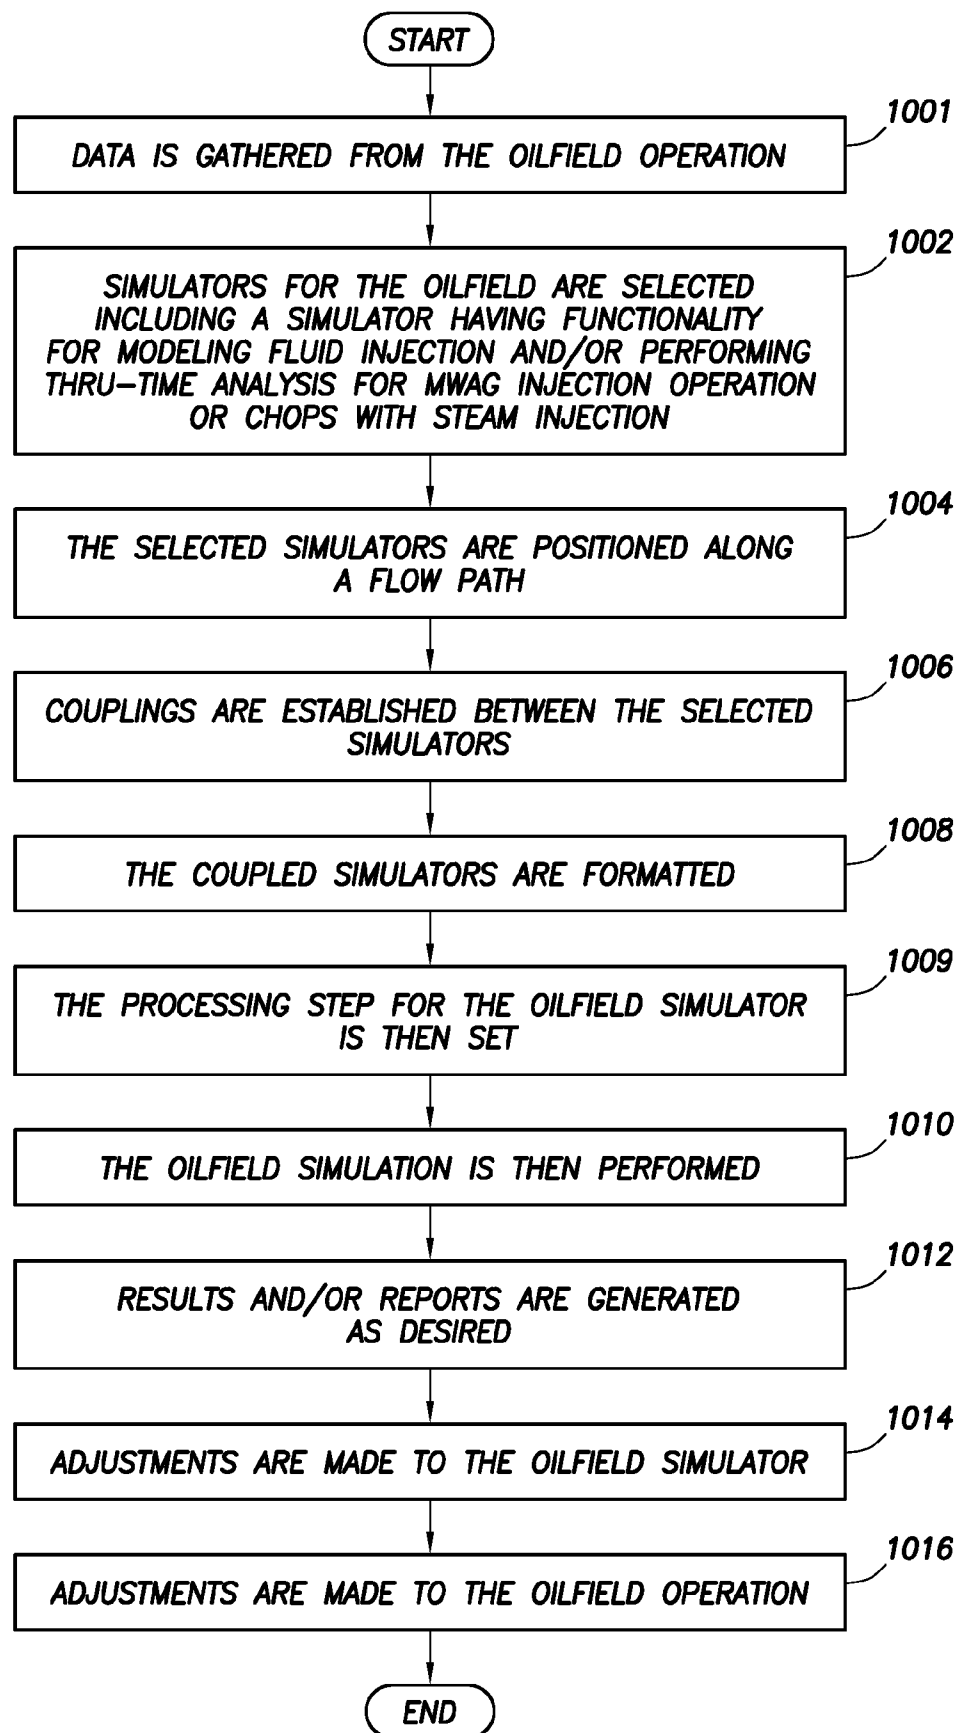 START
1001
DATA IS GATHERED FROM THE OILFIELD OPERATION
1002
SIMULATORS FOR THE OILFIELD ARE SELECTED
INCLUDING A SIMULATOR HAVING FUNCTIONALITY
FOR MODELING FLUID INJECTION AND/OR PERFORMING
THRU-TIME ANALYSIS FOR MWAG INJECTION OPERATION
OR CHOPS WITH STEAM INJECTION
1004
THE SELECTED SIMULATORS ARE POSITIONED ALONG
A FLOW PATH
1006
COUPLINGS ARE ESTABLISHED BETWEEN THE SELECTED
SIMULATORS
1008
THE COUPLED SIMULATORS ARE FORMATTED
1009
THE PROCESSING STEP FOR THE OILFIELD SIMULATOR
IS THEN SET
1010
THE OILFIELD SIMULATION IS THEN PERFORMED
1012
RESULTS AND/OR REPORTS ARE GENERATED
AS DESIRED
1014
ADJUSTMENTS ARE MADE TO THE OILFIELD SIMULATOR
1016
ADJUSTMENTS ARE MADE TO THE OILFIELD OPERATION
END